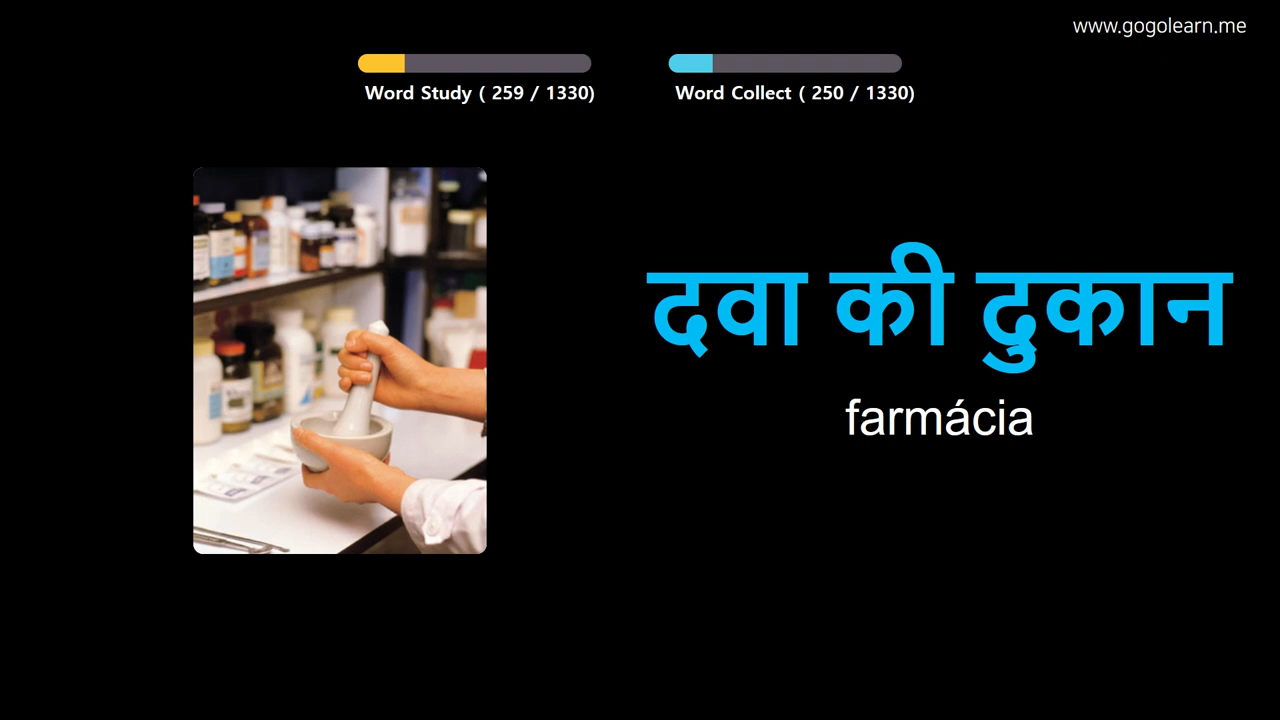 www.gogolearn.me
Word Study ( 259 / 1330)
Word Collect ( 250 / 1330)
दवा की दुकान
farmácia